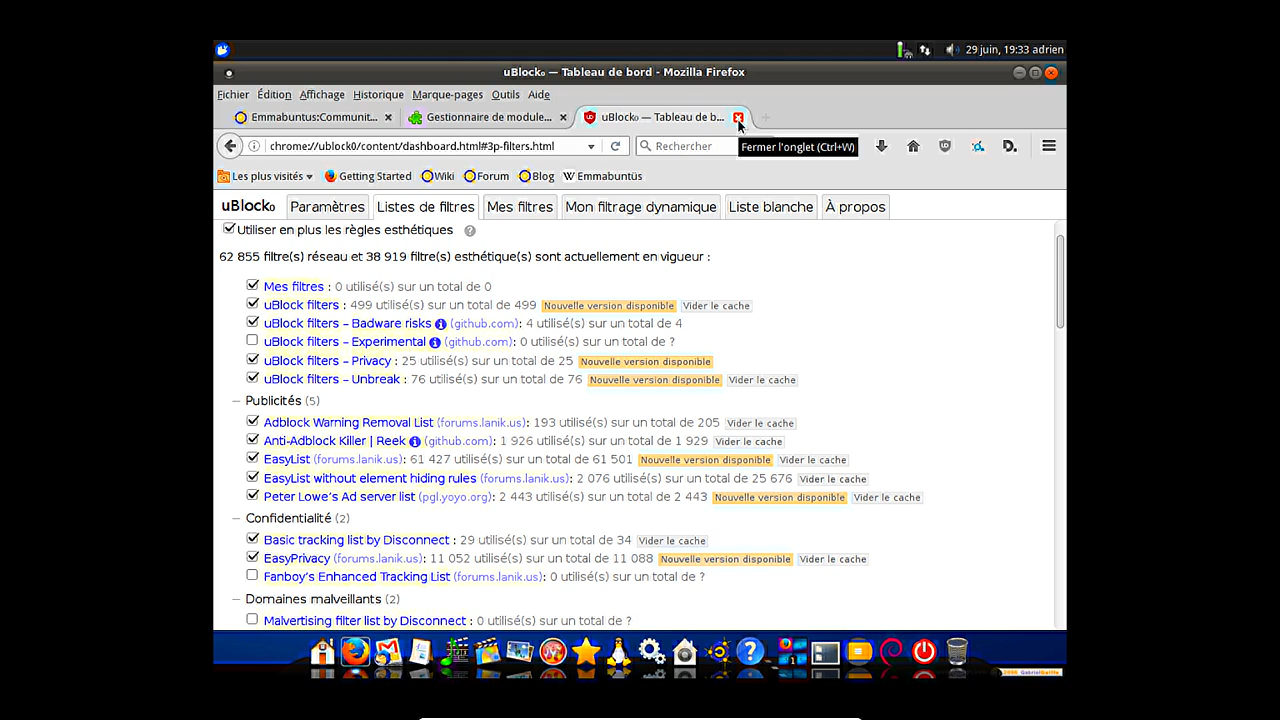 29 juin, 19:33 adrien
uBlock₀ — Tableau de bord - Mozilla Firefox
Fichier Édition Affichage Historique Marque-pages Outils Aide
Emmabuntus:Communit... Gestionnaire de module... uBlock₀ — Tableau de b...
chrome://ublock0/content/dashboard.html#3p-filters.html Rechercher Fermer l'onglet (Ctrl+W)
Les plus visités Getting Started Wiki Forum Blog Emmabuntüs
uBlock₀ Paramètres Listes de filtres Mes filtres Mon filtrage dynamique Liste blanche À propos
Utiliser en plus les règles esthétiques
62 855 filtre(s) réseau et 38 919 filtre(s) esthétique(s) sont actuellement en vigueur :
Mes filtres : 0 utilisé(s) sur un total de 0
uBlock filters : 499 utilisé(s) sur un total de 499 Nouvelle version disponible Vider le cache
uBlock filters – Badware risks (github.com): 4 utilisé(s) sur un total de 4
uBlock filters – Experimental (github.com): 0 utilisé(s) sur un total de ?
uBlock filters – Privacy : 25 utilisé(s) sur un total de 25 Nouvelle version disponible
uBlock filters – Unbreak : 76 utilisé(s) sur un total de 76 Nouvelle version disponible Vider le cache
Publicités (5)
Adblock Warning Removal List (forums.lanik.us): 193 utilisé(s) sur un total de 205 Vider le cache
Anti-Adblock Killer | Reek (github.com): 1 926 utilisé(s) sur un total de 1 929 Vider le cache
EasyList (forums.lanik.us): 61 427 utilisé(s) sur un total de 61 501 Nouvelle version disponible Vider le cache
EasyList without element hiding rules (forums.lanik.us): 2 076 utilisé(s) sur un total de 25 676 Vider le cache
Peter Lowe's Ad server list (pgl.yoyo.org): 2 443 utilisé(s) sur un total de 2 443 Nouvelle version disponible Vider le cache
Confidentialité (2)
Basic tracking list by Disconnect : 29 utilisé(s) sur un total de 34 Vider le cache
EasyPrivacy (forums.lanik.us): 11 052 utilisé(s) sur un total de 11 088 Nouvelle version disponible Vider le cache
Fanboy's Enhanced Tracking List (forums.lanik.us): 0 utilisé(s) sur un total de ?
Domaines malveillants (2)
Malvertising filter list by Disconnect : 0 utilisé(s) sur un total de ?